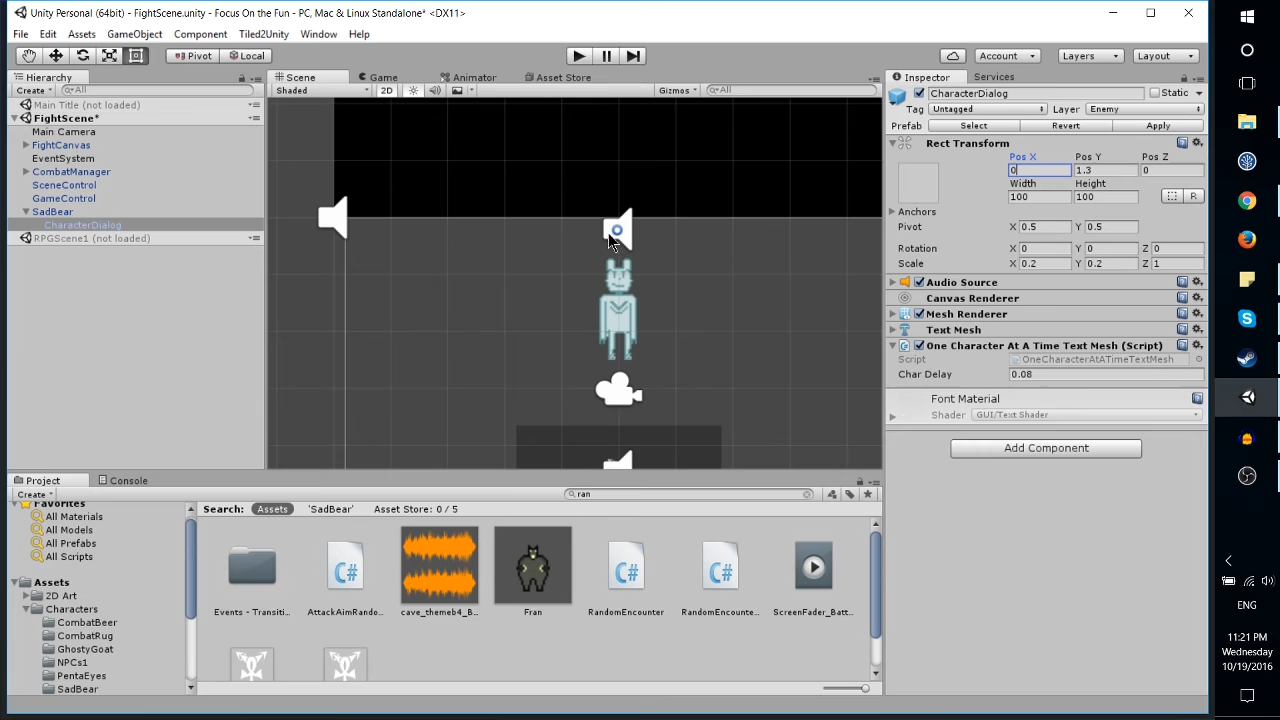 Unity Personal (64bit) - FightScene.unity - Focus On the Fun - PC, Mac & Linux Standalone* <DX11>
File Edit Assets GameObject Component Tiled2Unity Window Help
Pivot Local Account Layers Layout
Hierarchy
Create All
Main Title (not loaded)
FightScene*
Main Camera
FightCanvas
EventSystem
CombatManager
SceneControl
GameControl
SadBear
CharacterDialog
RPGScene1 (not loaded)
Scene Game Animator Asset Store
Shaded 2D Gizmos All
Inspector Services
CharacterDialog Static
Tag Untagged Layer Enemy
Prefab Select Revert Apply
Rect Transform
Pos X Pos Y Pos Z
0 1.3 0
Width Height
100 100 R
Anchors
Pivot X 0.5 Y 0.5
Rotation X 0 Y 0 Z 0
Scale X 0.2 Y 0.2 Z 1
Audio Source
Canvas Renderer
Mesh Renderer
Text Mesh
One Character At A Time Text Mesh (Script)
Script OneCharacterAtATimeTextMesh
Char Delay 0.08
Font Material
Shader GUI/Text Shader
Add Component
Project Console
Create ran
Favorites
All Materials
All Models
All Prefabs
All Scripts
Assets
2D Art
Characters
CombatBeer
CombatRug
GhostyGoat
NPCs1
PentaEyes
SadBear
Search: Assets 'SadBear' Asset Store: 0 / 5
C# C# C#
Events - Transiti... AttackAimRando... cave_themeb4_B... Fran RandomEncounter RandomEncounte... ScreenFader_Batt...
ENG
11:21 PM
Wednesday
10/19/2016